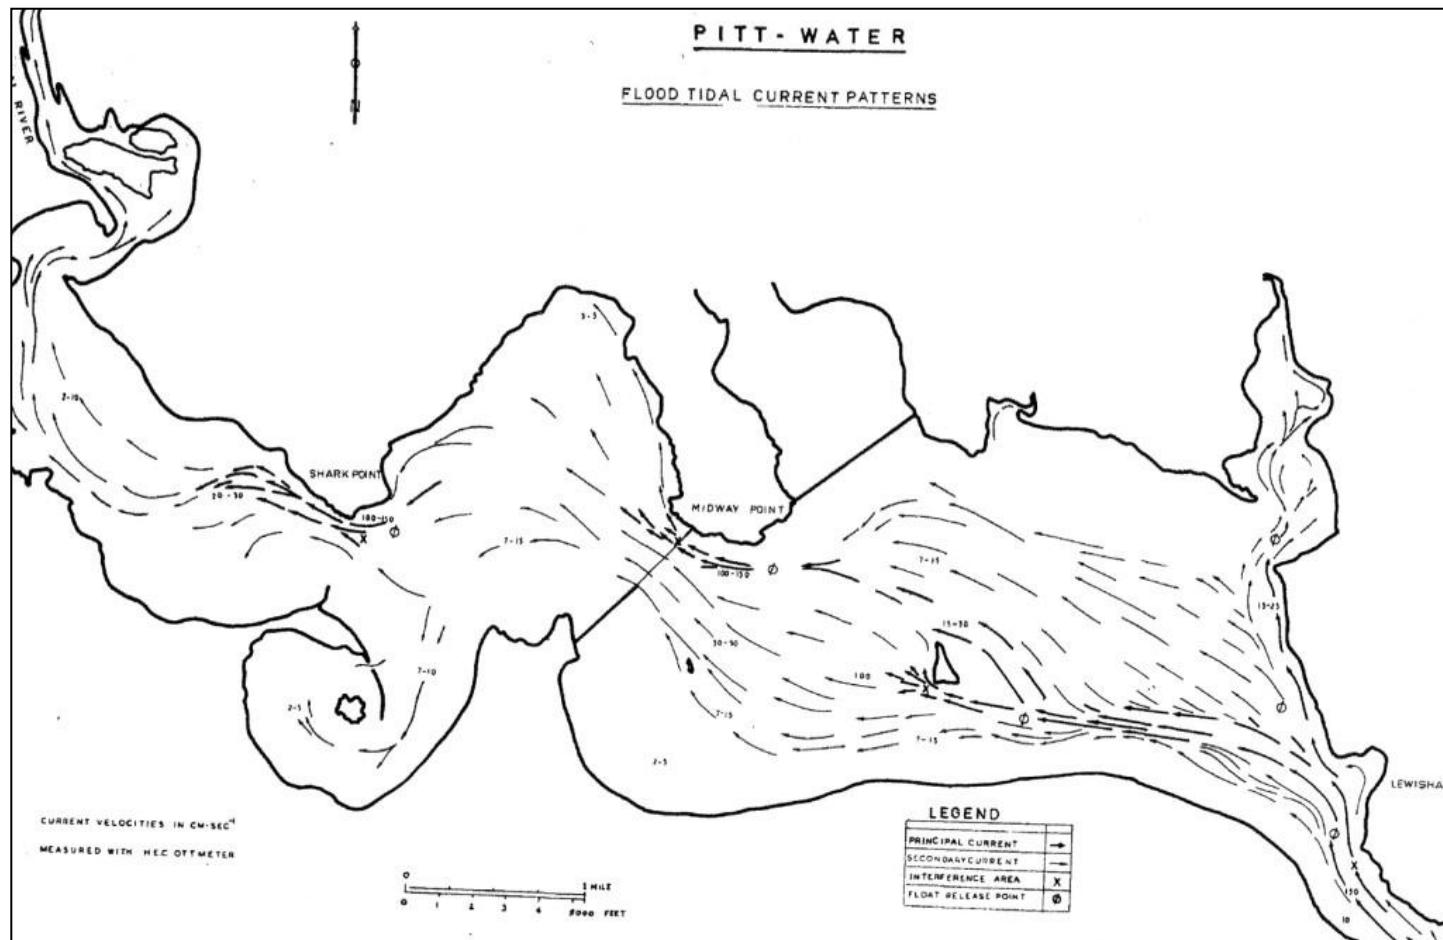 PITT-WATER
FLOOD TIDAL CURRENT PATTERNS
N
RIVER
3-5
2-10
SHARK POINT
20-30
100-150
X
7-15
MIDWAY POINT
100-150
7-15
15-25
15-30
30-50
100
X
7-10
2-5
7-15
7-15
2-5
LEWISHA
CURRENT VELOCITIES IN CM-SEC⁻¹
MEASURED WITH H.E.C OTTMETER
0 1 MILE
0 1 2 3 4 5000 FEET
LEGEND
PRINCIPAL CURRENT
SECONDARY CURRENT
INTERFERENCE AREA X
FLOAT RELEASE POINT Ø
X
150
10